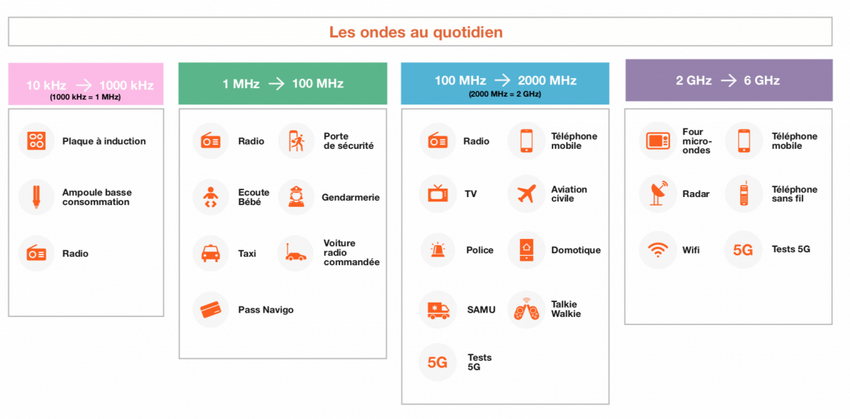 Les ondes au quotidien
10 kHz → 1000 kHz
(1000 kHz = 1 MHz)
Plaque à induction
Ampoule basse
consommation
Radio
1 MHz → 100 MHz
Radio
Porte
de sécurité
Ecoute
Bébé
Gendarmerie
Taxi
Voiture
radio
commandée
Pass Navigo
100 MHz → 2000 MHz
(2000 MHz = 2 GHz)
Radio
Téléphone
mobile
TV
Aviation
civile
Police
Domotique
SAMU
Talkie
Walkie
5G
Tests
5G
2 GHz → 6 GHz
Four
micro-
ondes
Téléphone
mobile
Radar
Téléphone
sans fil
Wifi
5G
Tests 5G